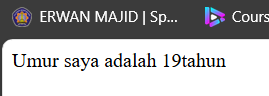 ERWAN MAJID | Sp... Cours
Umur saya adalah 19tahun